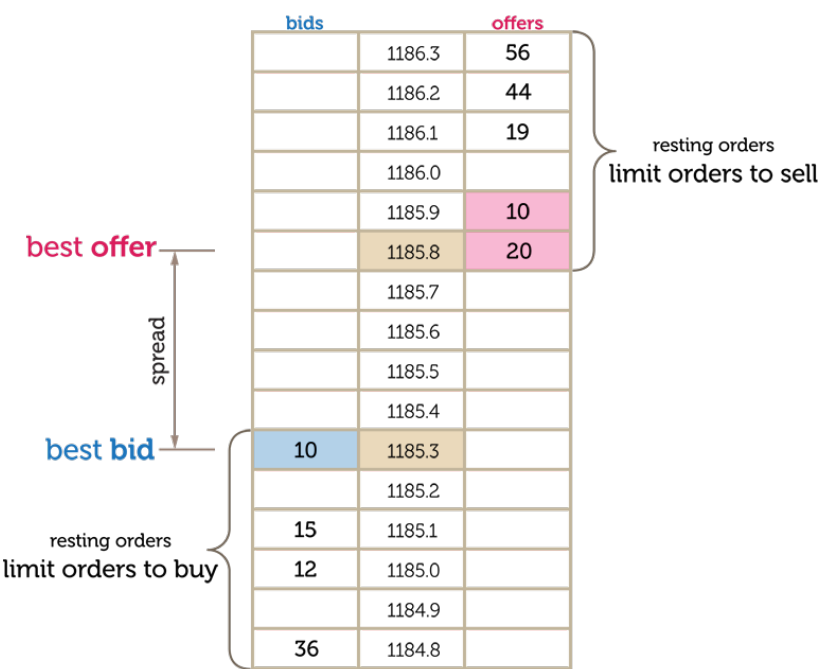 bids offers
1186.3 56
1186.2 44
1186.1 19
resting orders
1186.0
limit orders to sell
1185.9 10
best offer
1185.8 20
1185.7
1185.6
spread
1185.5
1185.4
best bid
10 1185.3
1185.2
15 1185.1
resting orders
limit orders to buy
12 1185.0
1184.9
36 1184.8